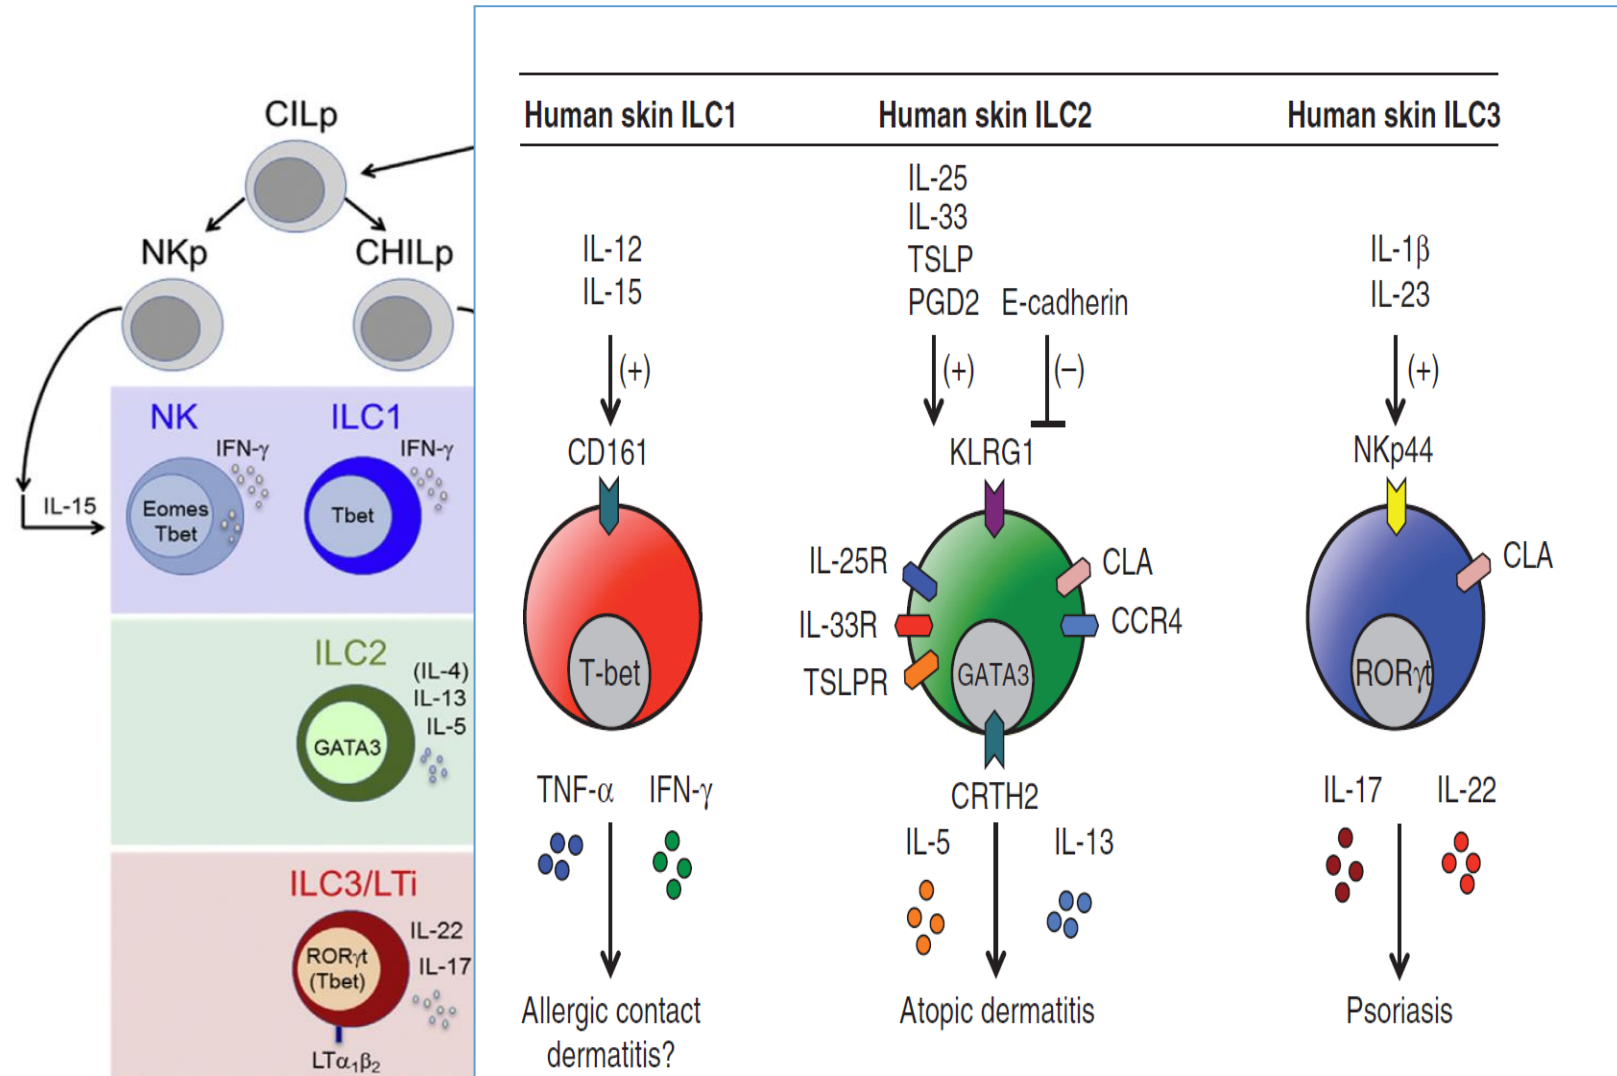 CILp
NKp
CHILp
NK
ILC1
IFN-γ
IFN-γ
IL-15
Eomes
Tbet
Tbet
ILC2
(IL-4)
IL-13
IL-5
GATA3
ILC3/LTi
IL-22
IL-17
RORγt
(Tbet)
LTα₁β₂
Human skin ILC1
Human skin ILC2
Human skin ILC3
IL-12
IL-15
(+)
CD161
T-bet
TNF-α
IFN-γ
Allergic contact
dermatitis?
IL-25
IL-33
TSLP
PGD2
E-cadherin
(+)
(–)
KLRG1
IL-25R
IL-33R
TSLPR
CLA
CCR4
GATA3
CRTH2
IL-5
IL-13
Atopic dermatitis
IL-1β
IL-23
(+)
NKp44
CLA
RORγt
IL-17
IL-22
Psoriasis